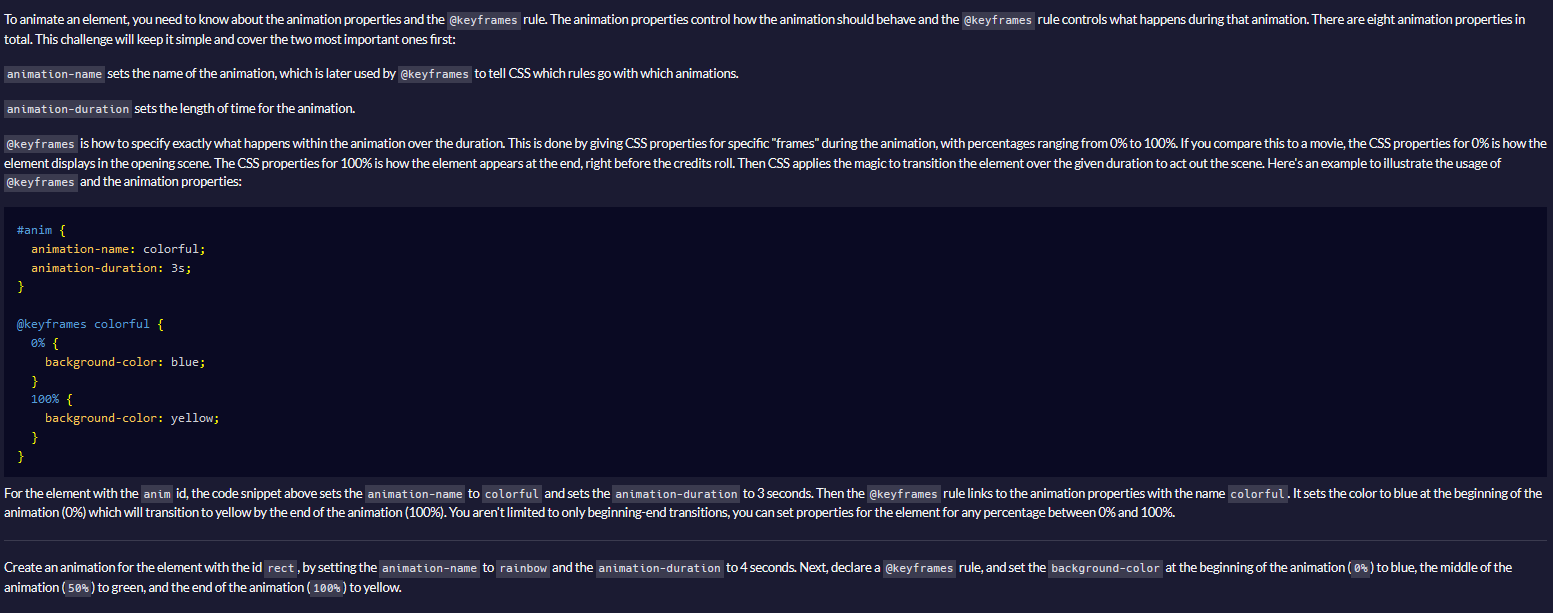 To animate an element, you need to know about the animation properties and the @keyframes rule. The animation properties control how the animation should behave and the @keyframes rule controls what happens during that animation. There are eight animation properties in
total. This challenge will keep it simple and cover the two most important ones first:
animation-name sets the name of the animation, which is later used by @keyframes to tell CSS which rules go with which animations.
animation-duration sets the length of time for the animation.
@keyframes is how to specify exactly what happens within the animation over the duration. This is done by giving CSS properties for specific "frames" during the animation, with percentages ranging from 0% to 100%. If you compare this to a movie, the CSS properties for 0% is how the
element displays in the opening scene. The CSS properties for 100% is how the element appears at the end, right before the credits roll. Then CSS applies the magic to transition the element over the given duration to act out the scene. Here's an example to illustrate the usage of
@keyframes and the animation properties:
#anim {
  animation-name: colorful;
  animation-duration: 3s;
}
@keyframes colorful {
  0% {
    background-color: blue;
  }
  100% {
    background-color: yellow;
  }
}
For the element with the anim id, the code snippet above sets the animation-name to colorful and sets the animation-duration to 3 seconds. Then the @keyframes rule links to the animation properties with the name colorful. It sets the color to blue at the beginning of the
animation (0%) which will transition to yellow by the end of the animation (100%). You aren't limited to only beginning-end transitions, you can set properties for the element for any percentage between 0% and 100%.
Create an animation for the element with the id rect, by setting the animation-name to rainbow and the animation-duration to 4 seconds. Next, declare a @keyframes rule, and set the background-color at the beginning of the animation (0%) to blue, the middle of the
animation (50%) to green, and the end of the animation (100%) to yellow.